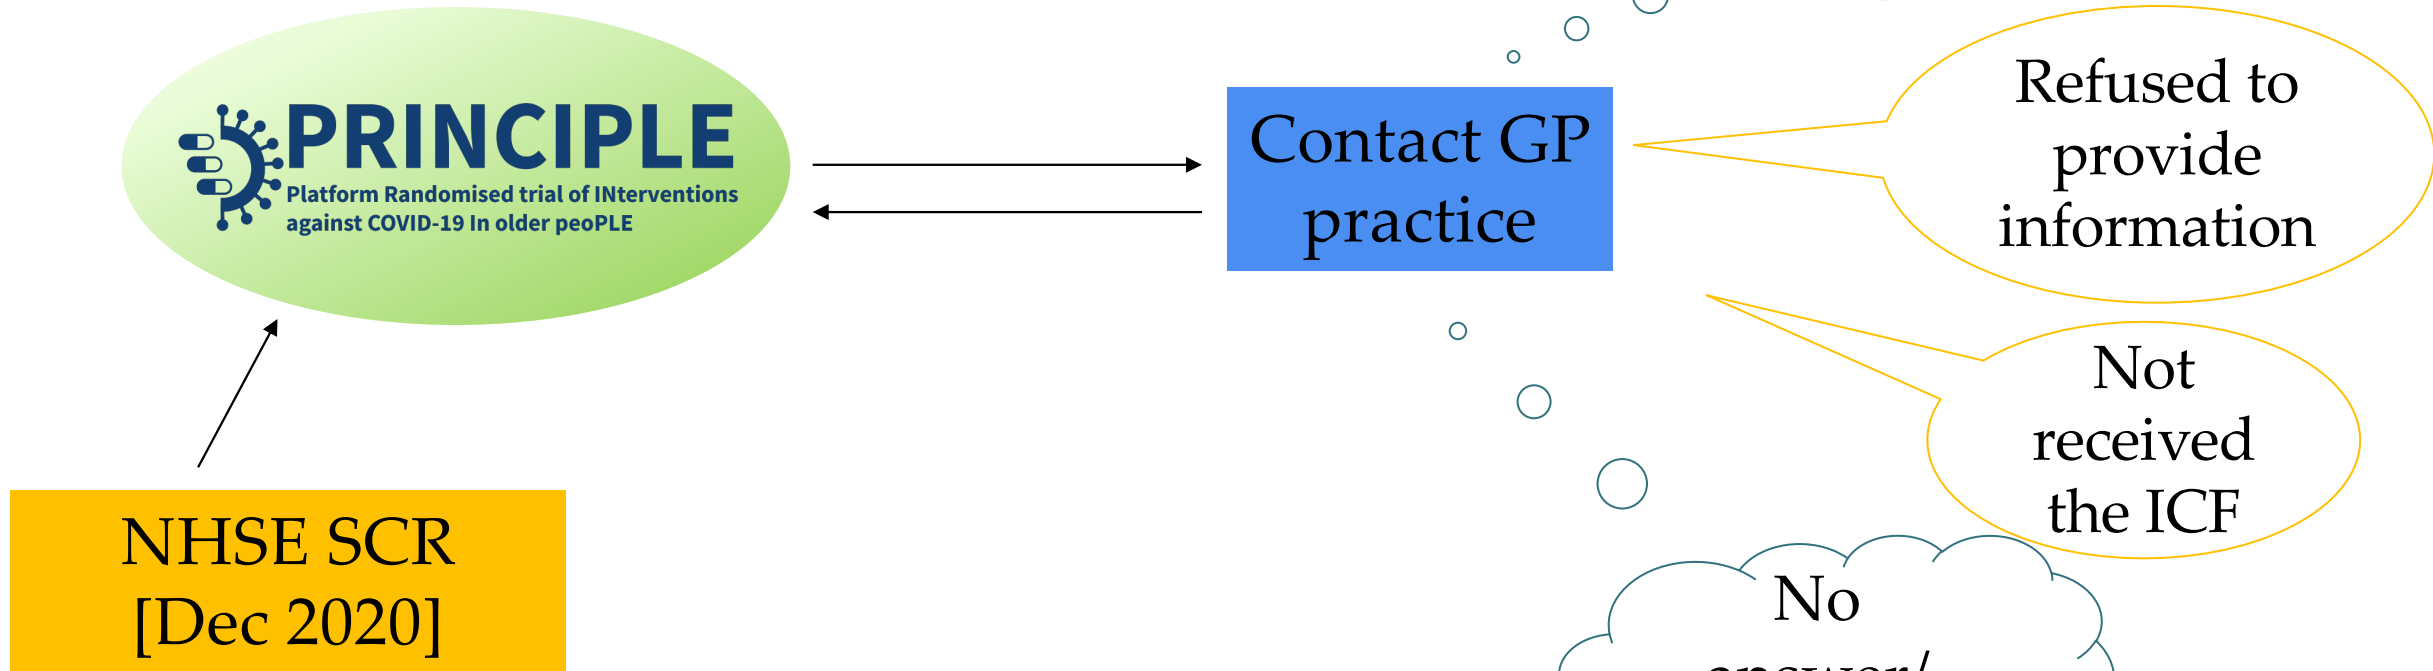 PRINCIPLE
Platform Randomised trial of INterventions
against COVID-19 In older peoPLE
Contact GP
practice
Refused to
provide
information
Not
received
the ICF
NHSE SCR
[Dec 2020]
No
answer/